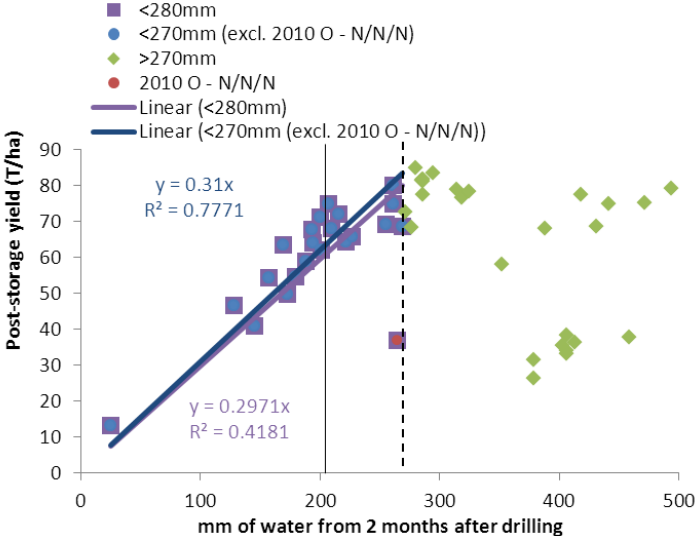 <280mm
<270mm (excl. 2010 O - N/N/N)
>270mm
2010 O - N/N/N
Linear (<280mm)
Linear (<270mm (excl. 2010 O - N/N/N))
90
80
70
60
50
40
30
20
10
0
Post-storage yield (T/ha)
y = 0.31x
R² = 0.7771
y = 0.2971x
R² = 0.4181
0 100 200 300 400 500
mm of water from 2 months after drilling